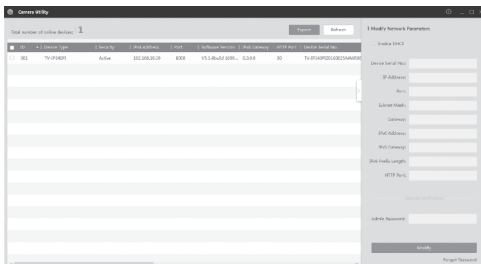 Camera Utility
Total number of online devices: 1
Export
Refresh
ID
Device Type
Security
IPv4 Address
Port
Software Version
IPv4 Gateway
HTTP Port
Device Serial No.
001
Active
192.168.10.30
8000
0.0.0.0
80
Modify Network Parameters
Enable DHCP
Device Serial No.:
IP Address:
Port:
Subnet Mask:
Gateway:
IPv6 Address:
IPv6 Gateway:
IPv6 Prefix Length:
HTTP Port:
Admin Password:
Modify
Forgot Password